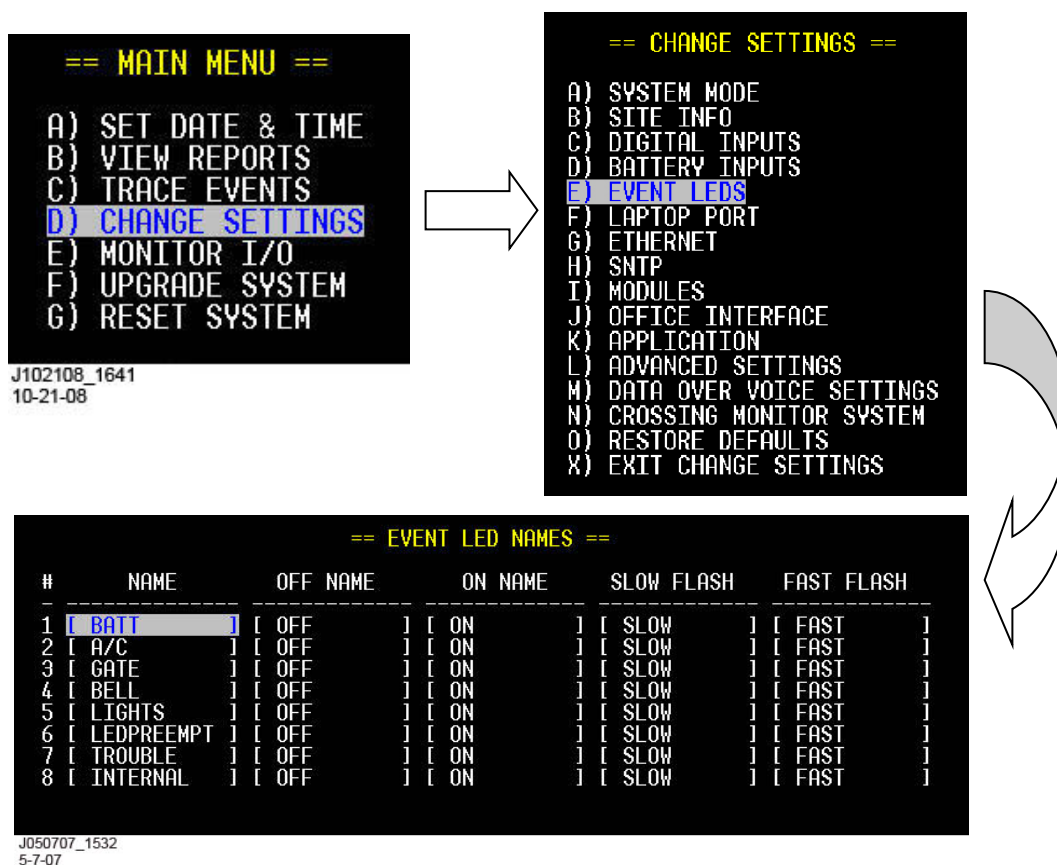 == MAIN MENU ==
A) SET DATE & TIME
B) VIEW REPORTS
C) TRACE EVENTS
D) CHANGE SETTINGS
E) MONITOR I/O
F) UPGRADE SYSTEM
G) RESET SYSTEM
J102108_1641
10-21-08
== CHANGE SETTINGS ==
A) SYSTEM MODE
B) SITE INFO
C) DIGITAL INPUTS
D) BATTERY INPUTS
E) EVENT LEDS
F) LAPTOP PORT
G) ETHERNET
H) SNTP
I) MODULES
J) OFFICE INTERFACE
K) APPLICATION
L) ADVANCED SETTINGS
M) DATA OVER VOICE SETTINGS
N) CROSSING MONITOR SYSTEM
O) RESTORE DEFAULTS
X) EXIT CHANGE SETTINGS
== EVENT LED NAMES ==
# NAME OFF NAME ON NAME SLOW FLASH FAST FLASH
1 [ BATT ] [ OFF ] [ ON ] [ SLOW ] [ FAST ]
2 [ A/C ] [ OFF ] [ ON ] [ SLOW ] [ FAST ]
3 [ GATE ] [ OFF ] [ ON ] [ SLOW ] [ FAST ]
4 [ BELL ] [ OFF ] [ ON ] [ SLOW ] [ FAST ]
5 [ LIGHTS ] [ OFF ] [ ON ] [ SLOW ] [ FAST ]
6 [ LEDPREEMPT ] [ OFF ] [ ON ] [ SLOW ] [ FAST ]
7 [ TROUBLE ] [ OFF ] [ ON ] [ SLOW ] [ FAST ]
8 [ INTERNAL ] [ OFF ] [ ON ] [ SLOW ] [ FAST ]
J050707_1532
5-7-07